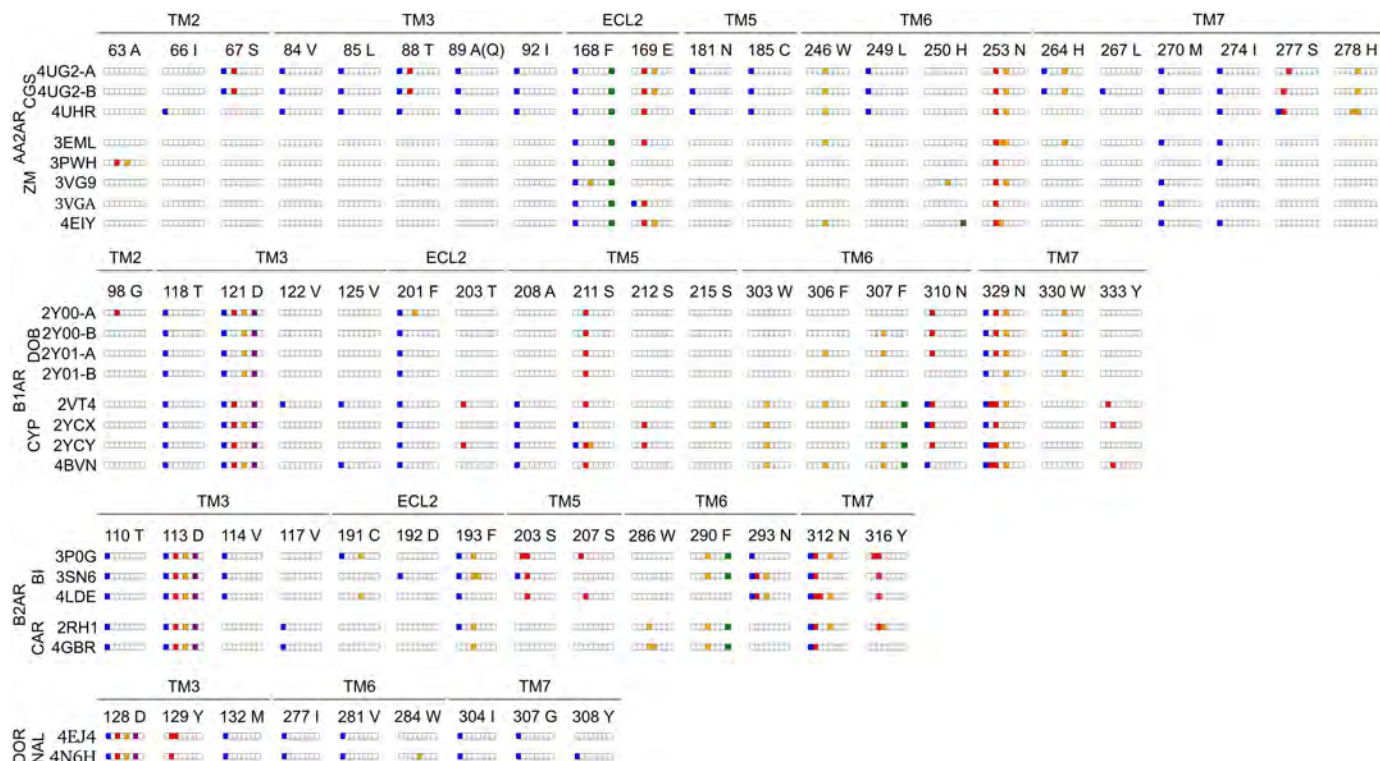 TM2 TM3 ECL2 TM5 TM6 TM7
63 A 66 I 67 S 84 V 85 L 88 T 89 A(Q) 92 I 168 F 169 E 181 N 185 C 246 W 249 L 250 H 253 N 264 H 267 L 270 M 274 I 277 S 278 H
AA2AR
CGS
4UG2-A
4UG2-B
4UHR
ZM
3EML
3PWH
3VG9
3VGA
4EIY
TM2 TM3 ECL2 TM5 TM6 TM7
98 G 118 T 121 D 122 V 125 V 201 F 203 T 208 A 211 S 212 S 215 S 303 W 306 F 307 F 310 N 329 N 330 W 333 Y
B1AR
DOB
2Y00-A
2Y00-B
2Y01-A
2Y01-B
CYP
2VT4
2YCX
2YCY
4BVN
TM3 ECL2 TM5 TM6 TM7
110 T 113 D 114 V 117 V 191 C 192 D 193 F 203 S 207 S 286 W 290 F 293 N 312 N 316 Y
B2AR
BI
3P0G
3SN6
4LDE
CAR
2RH1
4GBR
TM3 TM6 TM7
128 D 129 Y 132 M 277 I 281 V 284 W 304 I 307 G 308 Y
DOR
NAL
4EJ4
4N6H